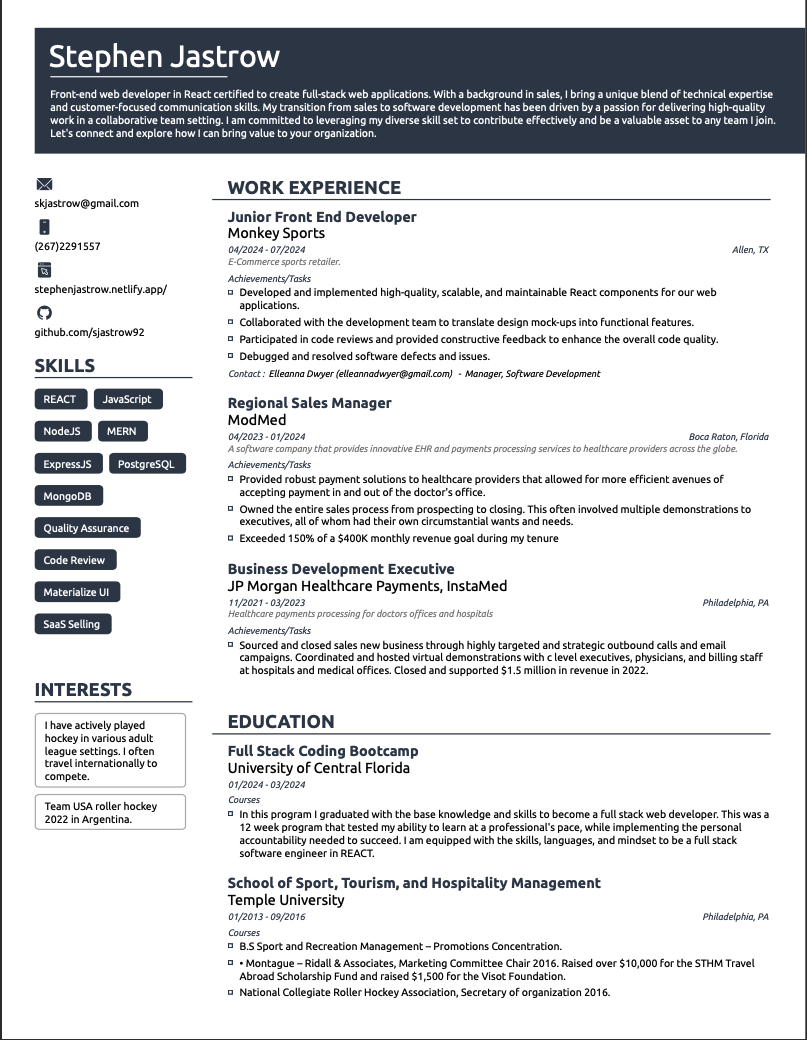 Stephen Jastrow
Front-end web developer in React certified to create full-stack web applications. With a background in sales, I bring a unique blend of technical expertise
and customer-focused communication skills. My transition from sales to software development has been driven by a passion for delivering high-quality
work in a collaborative team setting. I am committed to leveraging my diverse skill set to contribute effectively and be a valuable asset to any team I join.
Let's connect and explore how I can bring value to your organization.
skjastrow@gmail.com
(267)2291557
stephenjastrow.netlify.app/
github.com/sjastrow92
SKILLS
REACT JavaScript
NodeJS MERN
ExpressJS PostgreSQL
MongoDB
Quality Assurance
Code Review
Materialize UI
SaaS Selling
INTERESTS
I have actively played
hockey in various adult
league settings. I often
travel internationally to
compete.
Team USA roller hockey
2022 in Argentina.
WORK EXPERIENCE
Junior Front End Developer
Monkey Sports
04/2024 - 07/2024 Allen, TX
E-Commerce sports retailer.
Achievements/Tasks
Developed and implemented high-quality, scalable, and maintainable React components for our web
applications.
Collaborated with the development team to translate design mock-ups into functional features.
Participated in code reviews and provided constructive feedback to enhance the overall code quality.
Debugged and resolved software defects and issues.
Contact : Elleanna Dwyer (elleannadwyer@gmail.com) - Manager, Software Development
Regional Sales Manager
ModMed
04/2023 - 01/2024 Boca Raton, Florida
A software company that provides innovative EHR and payments processing services to healthcare providers across the globe.
Achievements/Tasks
Provided robust payment solutions to healthcare providers that allowed for more efficient avenues of
accepting payment in and out of the doctor's office.
Owned the entire sales process from prospecting to closing. This often involved multiple demonstrations to
executives, all of whom had their own circumstantial wants and needs.
Exceeded 150% of a $400K monthly revenue goal during my tenure
Business Development Executive
JP Morgan Healthcare Payments, InstaMed
11/2021 - 03/2023 Philadelphia, PA
Healthcare payments processing for doctors offices and hospitals
Achievements/Tasks
Sourced and closed sales new business through highly targeted and strategic outbound calls and email
campaigns. Coordinated and hosted virtual demonstrations with c level executives, physicians, and billing staff
at hospitals and medical offices. Closed and supported $1.5 million in revenue in 2022.
EDUCATION
Full Stack Coding Bootcamp
University of Central Florida
01/2024 - 03/2024
Courses
In this program I graduated with the base knowledge and skills to become a full stack web developer. This was a
12 week program that tested my ability to learn at a professional's pace, while implementing the personal
accountability needed to succeed. I am equipped with the skills, languages, and mindset to be a full stack
software engineer in REACT.
School of Sport, Tourism, and Hospitality Management
Temple University
01/2013 - 09/2016 Philadelphia, PA
Courses
B.S Sport and Recreation Management – Promotions Concentration.
• Montague – Ridall & Associates, Marketing Committee Chair 2016. Raised over $10,000 for the STHM Travel
Abroad Scholarship Fund and raised $1,500 for the Visot Foundation.
National Collegiate Roller Hockey Association, Secretary of organization 2016.